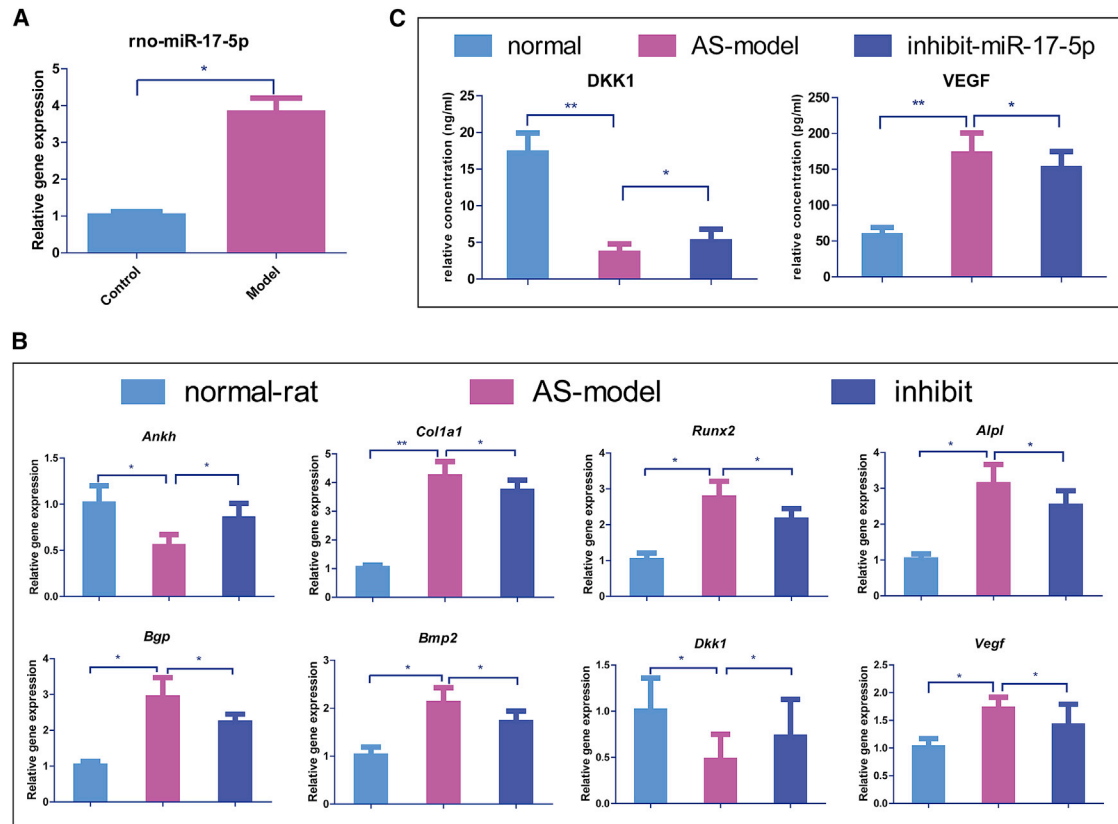 A
rno-miR-17-5p
Relative gene expression
5
4
3
2
1
0
*
Control
Model
C
normal
AS-model
inhibit-miR-17-5p
DKK1
relative concentration (ng/ml)
25
20
15
10
5
0
**
*
VEGF
relative concentration (pg/ml)
250
200
150
100
50
0
**
*
B
normal-rat
AS-model
inhibit
Ankh
Relative gene expression
1.5
1.0
0.5
0.0
*
*
Col1a1
Relative gene expression
5
4
3
2
1
0
**
*
Runx2
Relative gene expression
4
3
2
1
0
*
*
Alpl
Relative gene expression
4
3
2
1
0
*
*
Bgp
Relative gene expression
4
3
2
1
0
*
*
Bmp2
Relative gene expression
3
2
1
0
*
*
Dkk1
Relative gene expression
1.5
1.0
0.5
0.0
*
*
Vegf
Relative gene expression
2.5
2.0
1.5
1.0
0.5
0.0
*
*